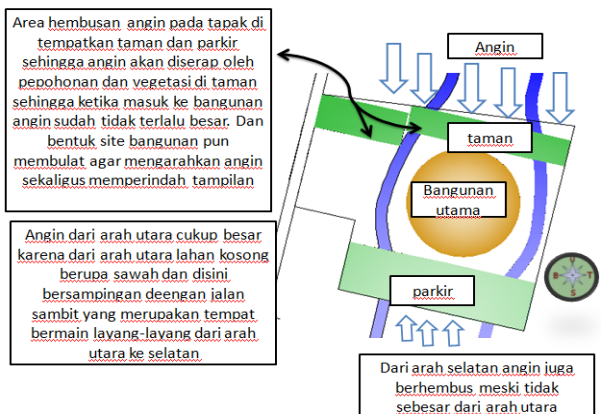 Area hembusan angin pada tapak di
tempatkan taman dan parkir
sehingga angin akan diserap oleh
pepohonan dan vegetasi di taman
sehingga ketika masuk ke bangunan
angin sudah tidak terlalu besar. Dan
bentuk site bangunan pun
membulat agar mengarahkan angin
sekaligus memperindah tampilan
Angin dari arah utara cukup besar
karena dari arah utara lahan kosong
berupa sawah dan disini
bersampingan deengan jalan
sambit yang merupakan tempat
bermain layang-layang dari arah
utara ke selatan
Angin
taman
Bangunan
utama
parkir
U
B T
S
Dari arah selatan angin juga
berhembus meski tidak
sebesar dari arah utara